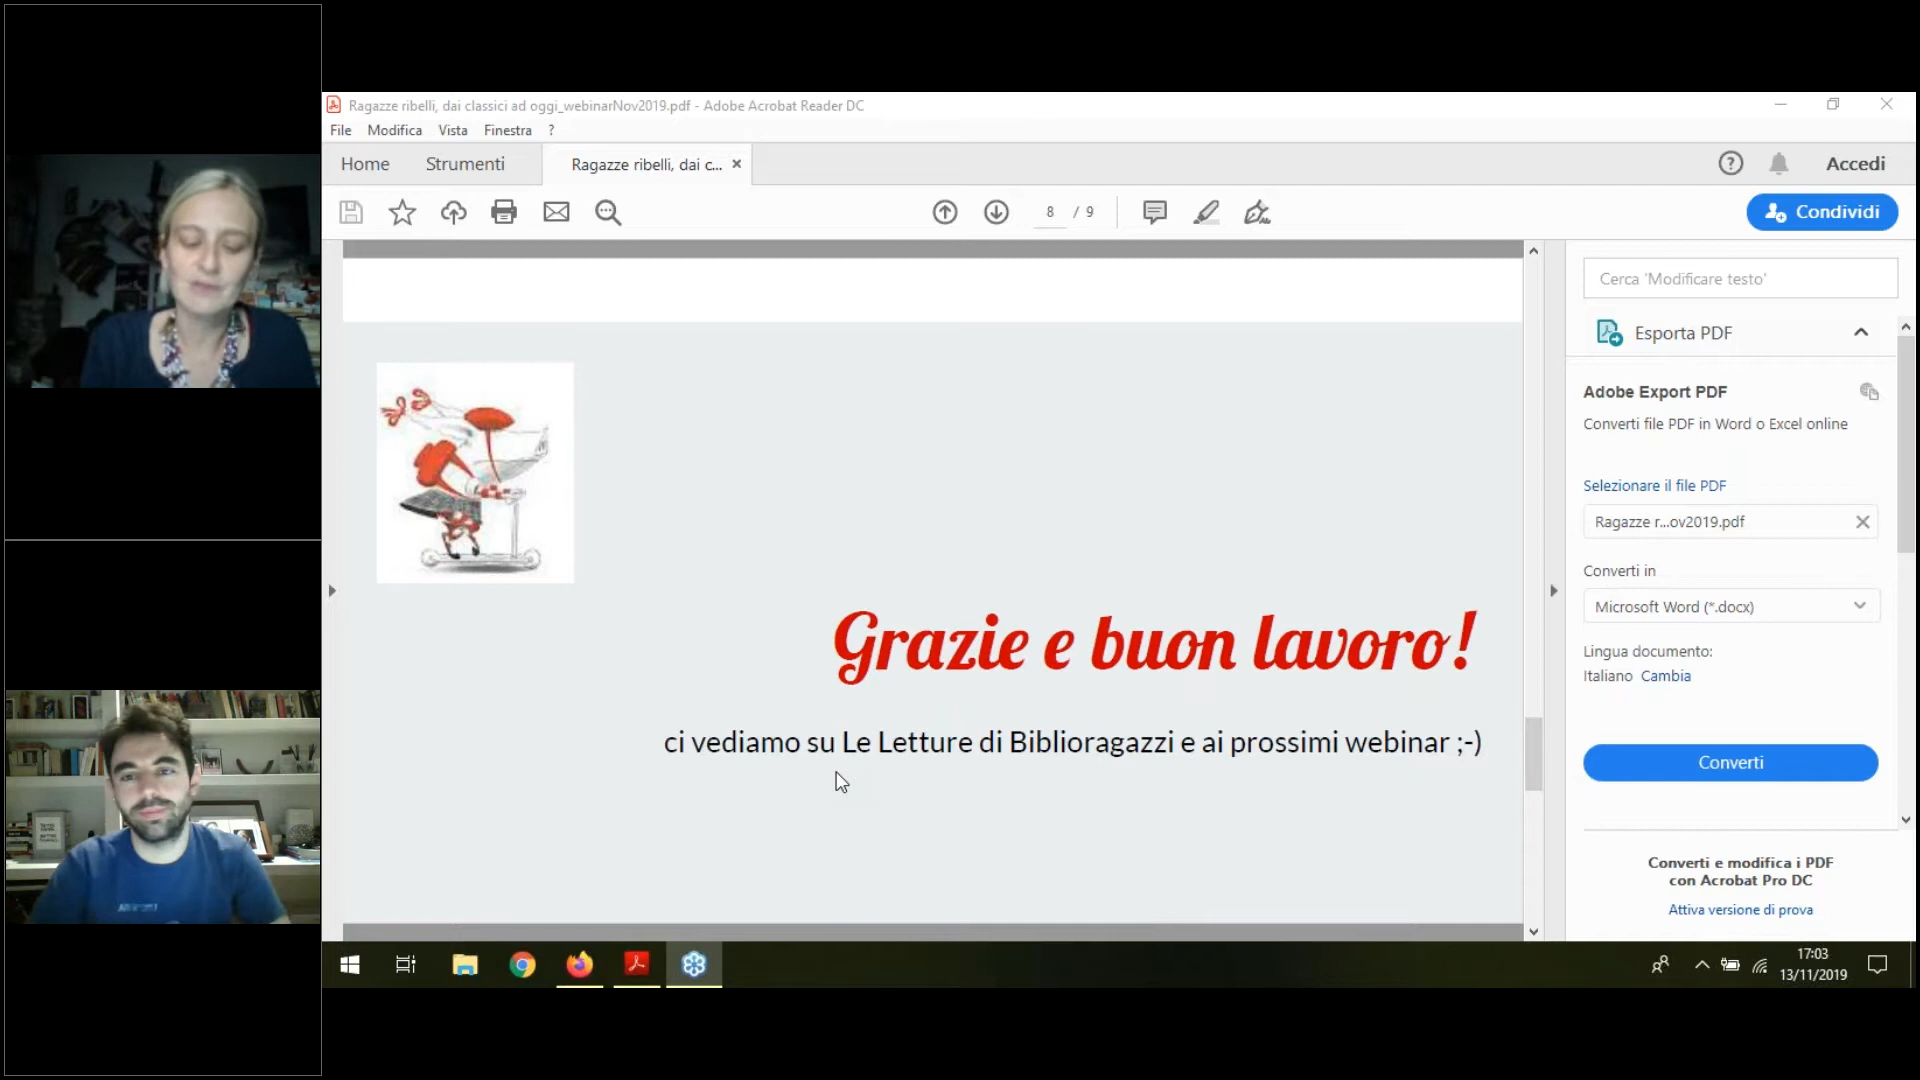 Ragazze ribelli, dai classici ad oggi_webinarNov2019.pdf - Adobe Acrobat Reader DC
File Modifica Vista Finestra ?
Home Strumenti Ragazze ribelli, dai c... × Accedi
8 / 9 Condividi
Cerca 'Modificare testo'
Esporta PDF
Adobe Export PDF
Converti file PDF in Word o Excel online
Selezionare il file PDF
Ragazze r...ov2019.pdf
Converti in
Microsoft Word (*.docx)
Lingua documento:
Italiano Cambia
Converti
Converti e modifica i PDF
con Acrobat Pro DC
Attiva versione di prova
Grazie e buon lavoro!
ci vediamo su Le Letture di Biblioragazzi e ai prossimi webinar ;-)
17:03
13/11/2019